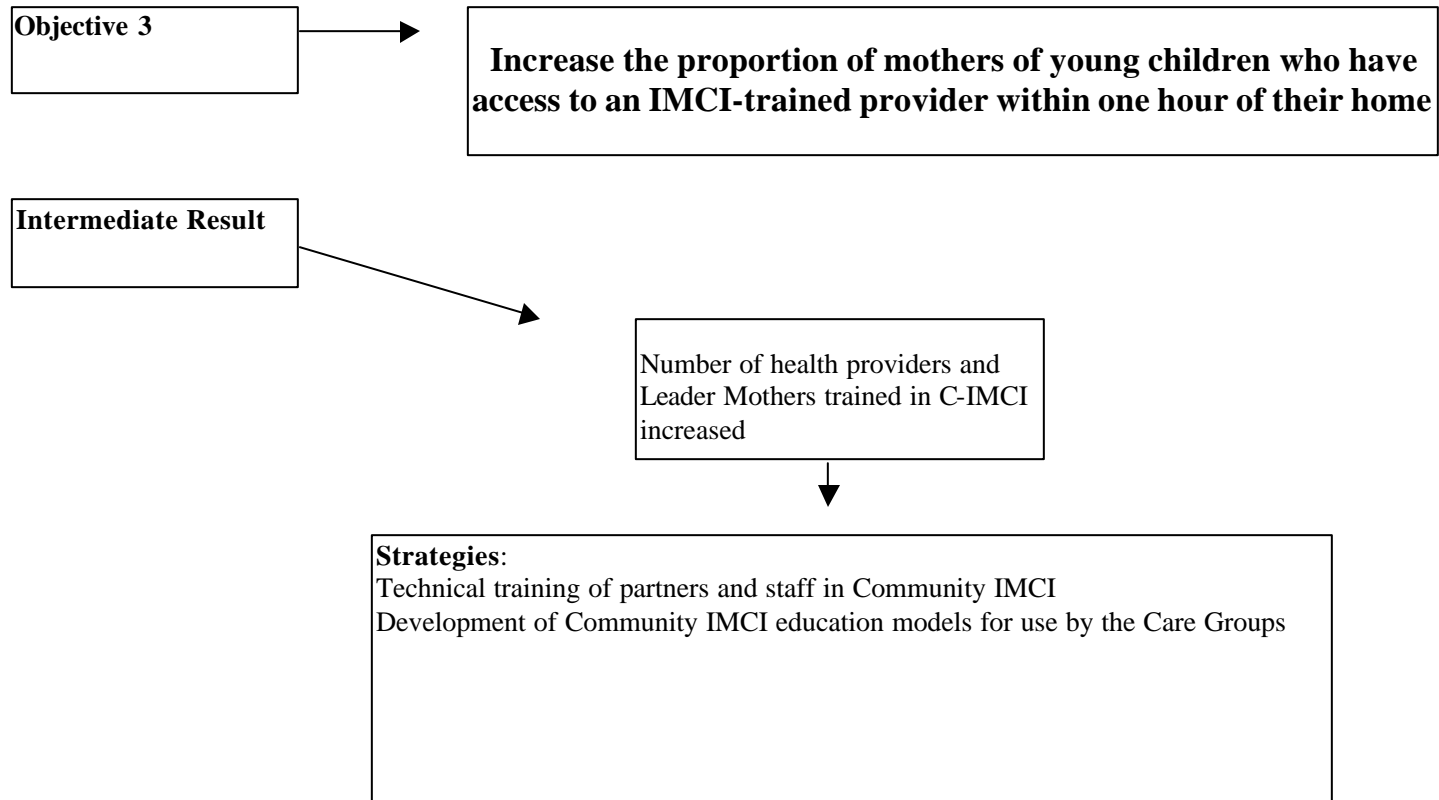 Objective 3
Increase the proportion of mothers of young children who have
access to an IMCI-trained provider within one hour of their home
Intermediate Result
Number of health providers and
Leader Mothers trained in C-IMCI
increased
Strategies:
Technical training of partners and staff in Community IMCI
Development of Community IMCI education models for use by the Care Groups